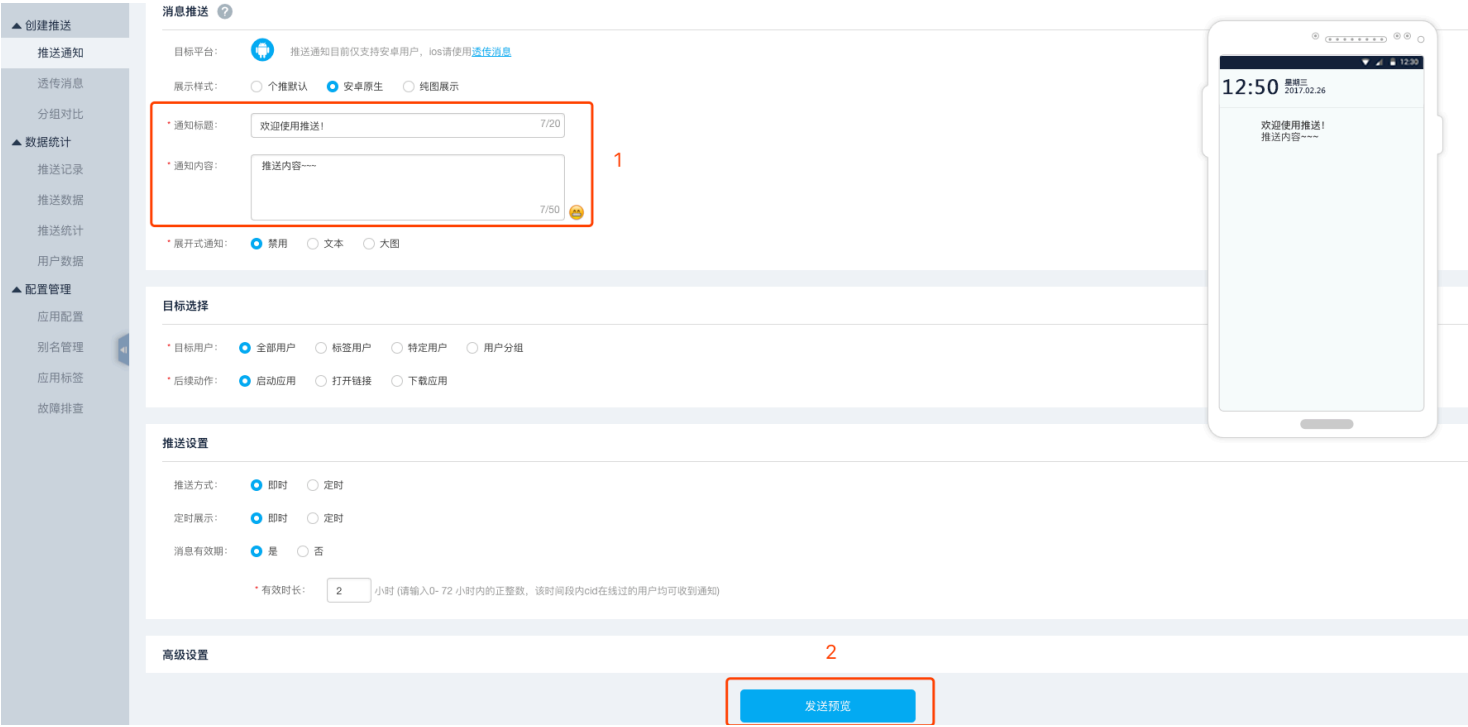 创建推送
推送通知
透传消息
分组对比
数据统计
推送记录
推送数据
推送统计
用户数据
配置管理
应用配置
别名管理
应用标签
故障排查
消息推送 ?
目标平台： 推送通知目前仅支持安卓用户，ios请使用透传消息
展示样式： 个推默认 安卓原生 纯图展示
* 通知标题： 欢迎使用推送! 7/20
* 通知内容： 推送内容~~~
7/50
1
* 展开式通知： 禁用 文本 大图
目标选择
* 目标用户： 全部用户 标签用户 特定用户 用户分组
* 后续动作： 启动应用 打开链接 下载应用
推送设置
推送方式： 即时 定时
定时展示： 即时 定时
消息有效期： 是 否
* 有效时长： 2 小时 (请输入0- 72 小时内的正整数，该时间段内cid在线过的用户均可收到通知)
高级设置
2
发送预览
12:30
12:50 星期三
2017.02.26
欢迎使用推送!
推送内容~~~